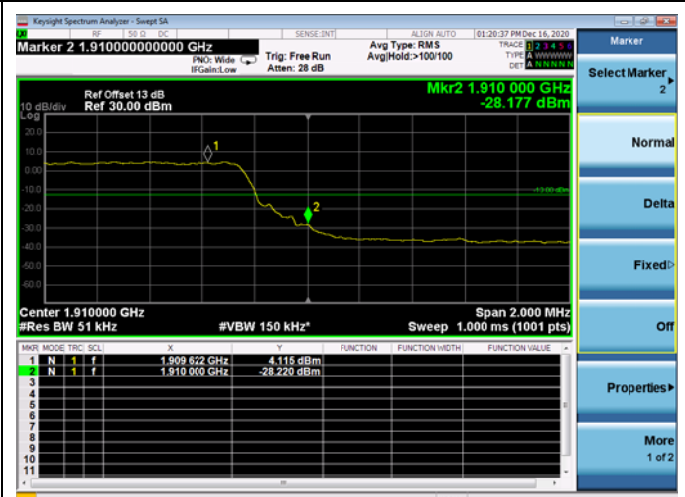 Keysight Spectrum Analyzer - Swept SA
RF 50 Ω DC SENSE:INT ALIGN AUTO 01:20:37 PM Dec 16, 2020
Marker 2 1.910000000000 GHz
PNO: Wide
IFGain:Low
Trig: Free Run
Atten: 28 dB
Avg Type: RMS
Avg|Hold:>100/100
TRACE 1 2 3 4 5 6
TYPE A WWWWW
DET A N N N N N
Ref Offset 13 dB
10 dB/div Ref 30.00 dBm
Log
Mkr2 1.910 000 GHz
-28.177 dBm
20.0
10.0
0.00
-10.0
-20.0
-30.0
-40.0
-50.0
-60.0
1
2
-13.00 dBm
Center 1.910000 GHz Span 2.000 MHz
#Res BW 51 kHz #VBW 150 kHz* Sweep 1.000 ms (1001 pts)
MKR MODE TRC SCL X Y FUNCTION FUNCTION WIDTH FUNCTION VALUE
1 N 1 f 1.909 622 GHz 4.115 dBm
2 N 1 f 1.910 000 GHz -28.220 dBm
3
4
5
6
7
8
9
10
11
Marker
Select Marker
2
Normal
Delta
Fixed
Off
Properties
More
1 of 2